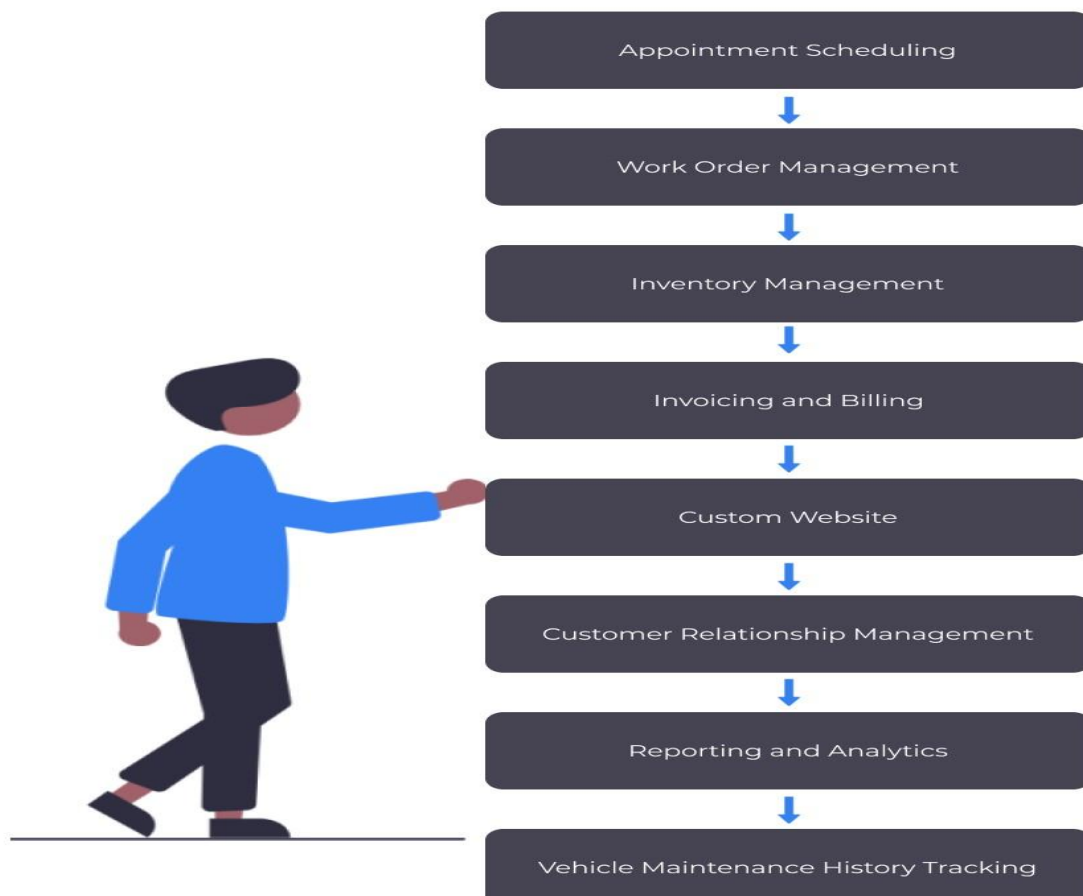 Appointment Scheduling
Work Order Management
Inventory Management
Invoicing and Billing
Custom Website
Customer Relationship Management
Reporting and Analytics
Vehicle Maintenance History Tracking